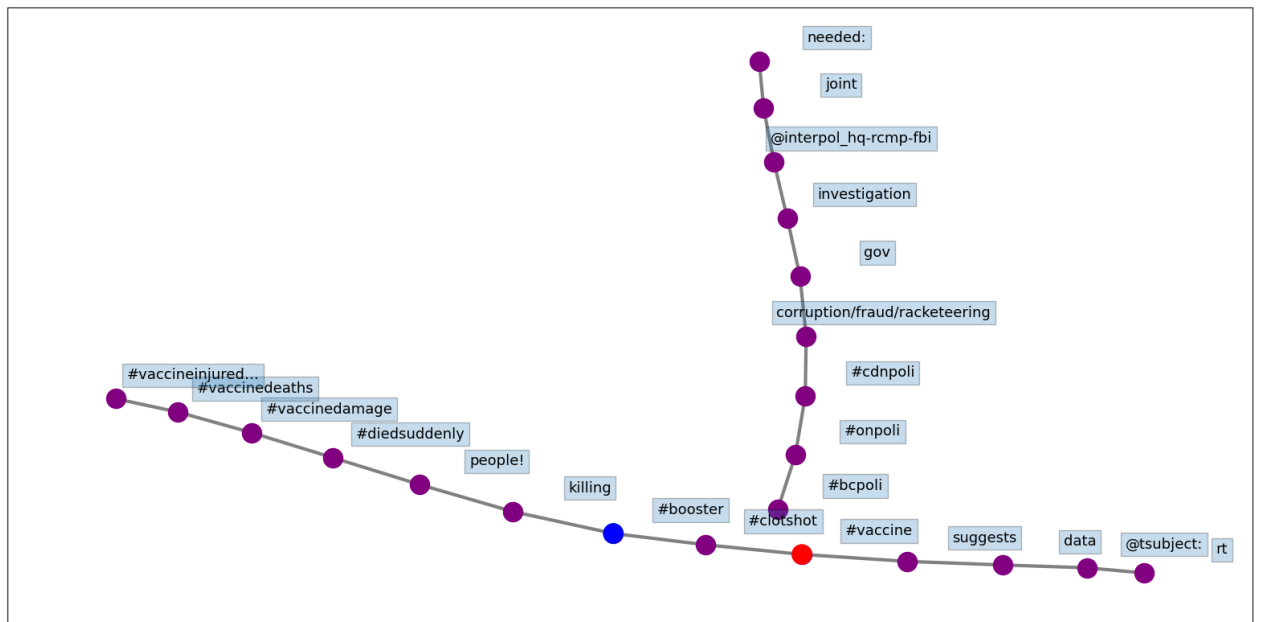 needed:
joint
@interpol_hq-rcmp-fbi
investigation
gov
corruption/fraud/racketeering
#cdnpoli
#onpoli
#bcpoli
#vaccineinjured...
#vaccinedeaths
#vaccinedamage
#diedsuddenly
people!
killing
#booster
#clotshot
#vaccine
suggests
data
@tsubject:
rt